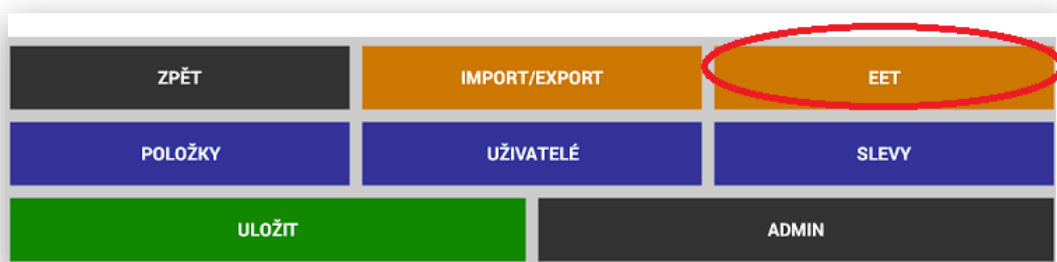 ZPĚT IMPORT/EXPORT EET
POLOŽKY UŽIVATELÉ SLEVY
ULOŽIT ADMIN